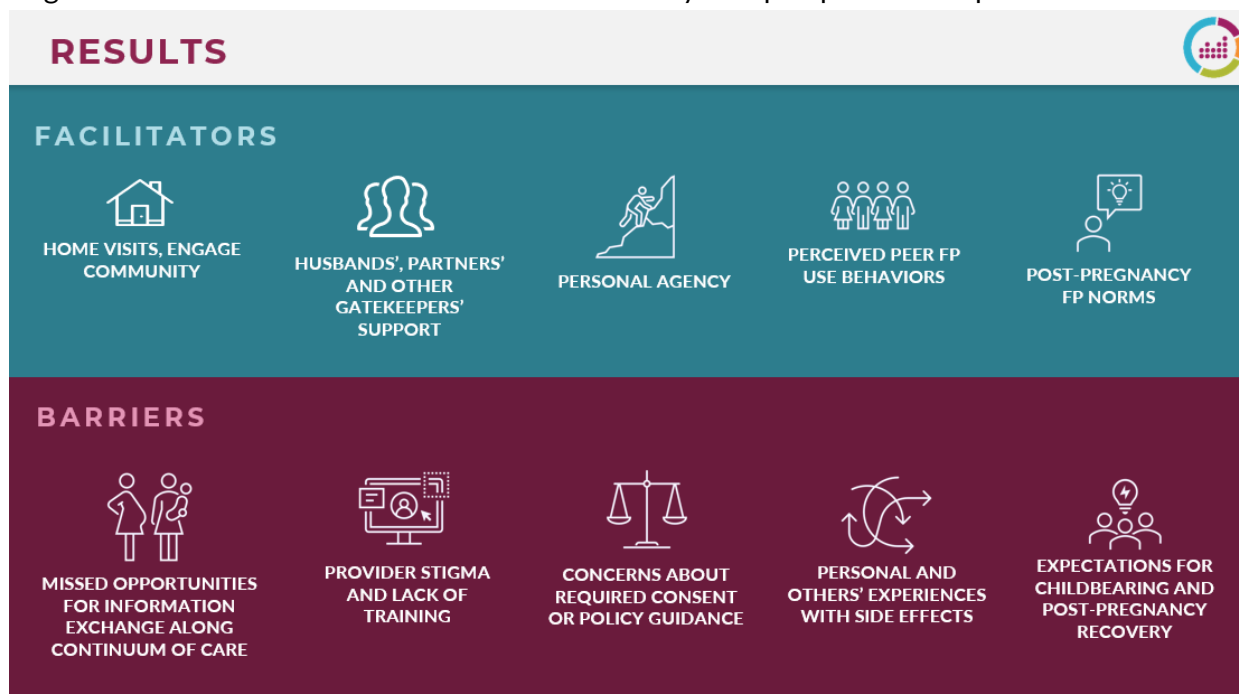 RESULTS
FACILITATORS
HOME VISITS, ENGAGE
COMMUNITY
HUSBANDS', PARTNERS'
AND OTHER
GATEKEEPERS'
SUPPORT
PERSONAL AGENCY
PERCEIVED PEER FP
USE BEHAVIORS
POST-PREGNANCY
FP NORMS
BARRIERS
MISSED OPPORTUNITIES
FOR INFORMATION
EXCHANGE ALONG
CONTINUUM OF CARE
PROVIDER STIGMA
AND LACK OF
TRAINING
CONCERNS ABOUT
REQUIRED CONSENT
OR POLICY GUIDANCE
PERSONAL AND
OTHERS' EXPERIENCES
WITH SIDE EFFECTS
EXPECTATIONS FOR
CHILDBEARING AND
POST-PREGNANCY
RECOVERY